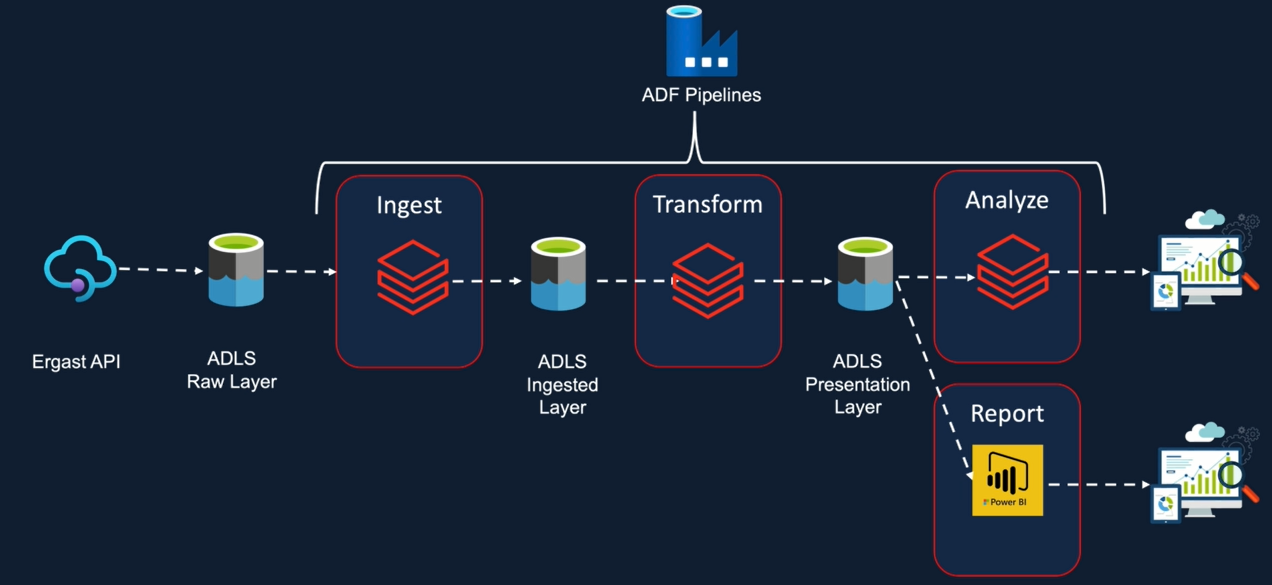 ADF Pipelines
Ingest
Transform
Analyze
Ergast API
ADLS
Raw Layer
ADLS
Ingested
Layer
ADLS
Presentation
Layer
Report
Power BI